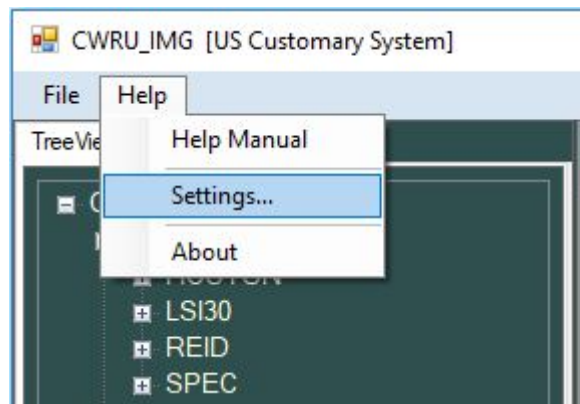 CWRU_IMG [US Customary System]
File Help
TreeVie
Help Manual
Settings...
About
LSI30
REID
SPEC